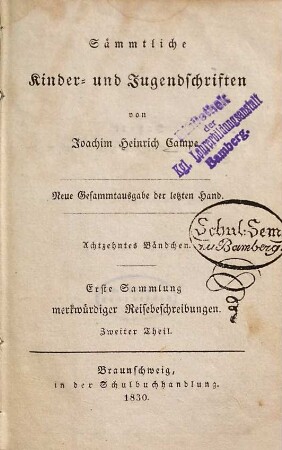 Sämmtliche
Kinder- und Jugendschriften
von
Joachim Heinrich Campe.
Bibliothek
der
Kgl. Lehrerbildungsanstalt
Bamberg.
Neue Gesammtausgabe der letzten Hand.
Achtzehntes Bändchen.
Schul-Sem
zu Bamberg.
Erste Sammlung
merkwürdiger Reisebeschreibungen.
Zweiter Theil.
Braunschweig,
in der Schulbuchhandlung.
1830.